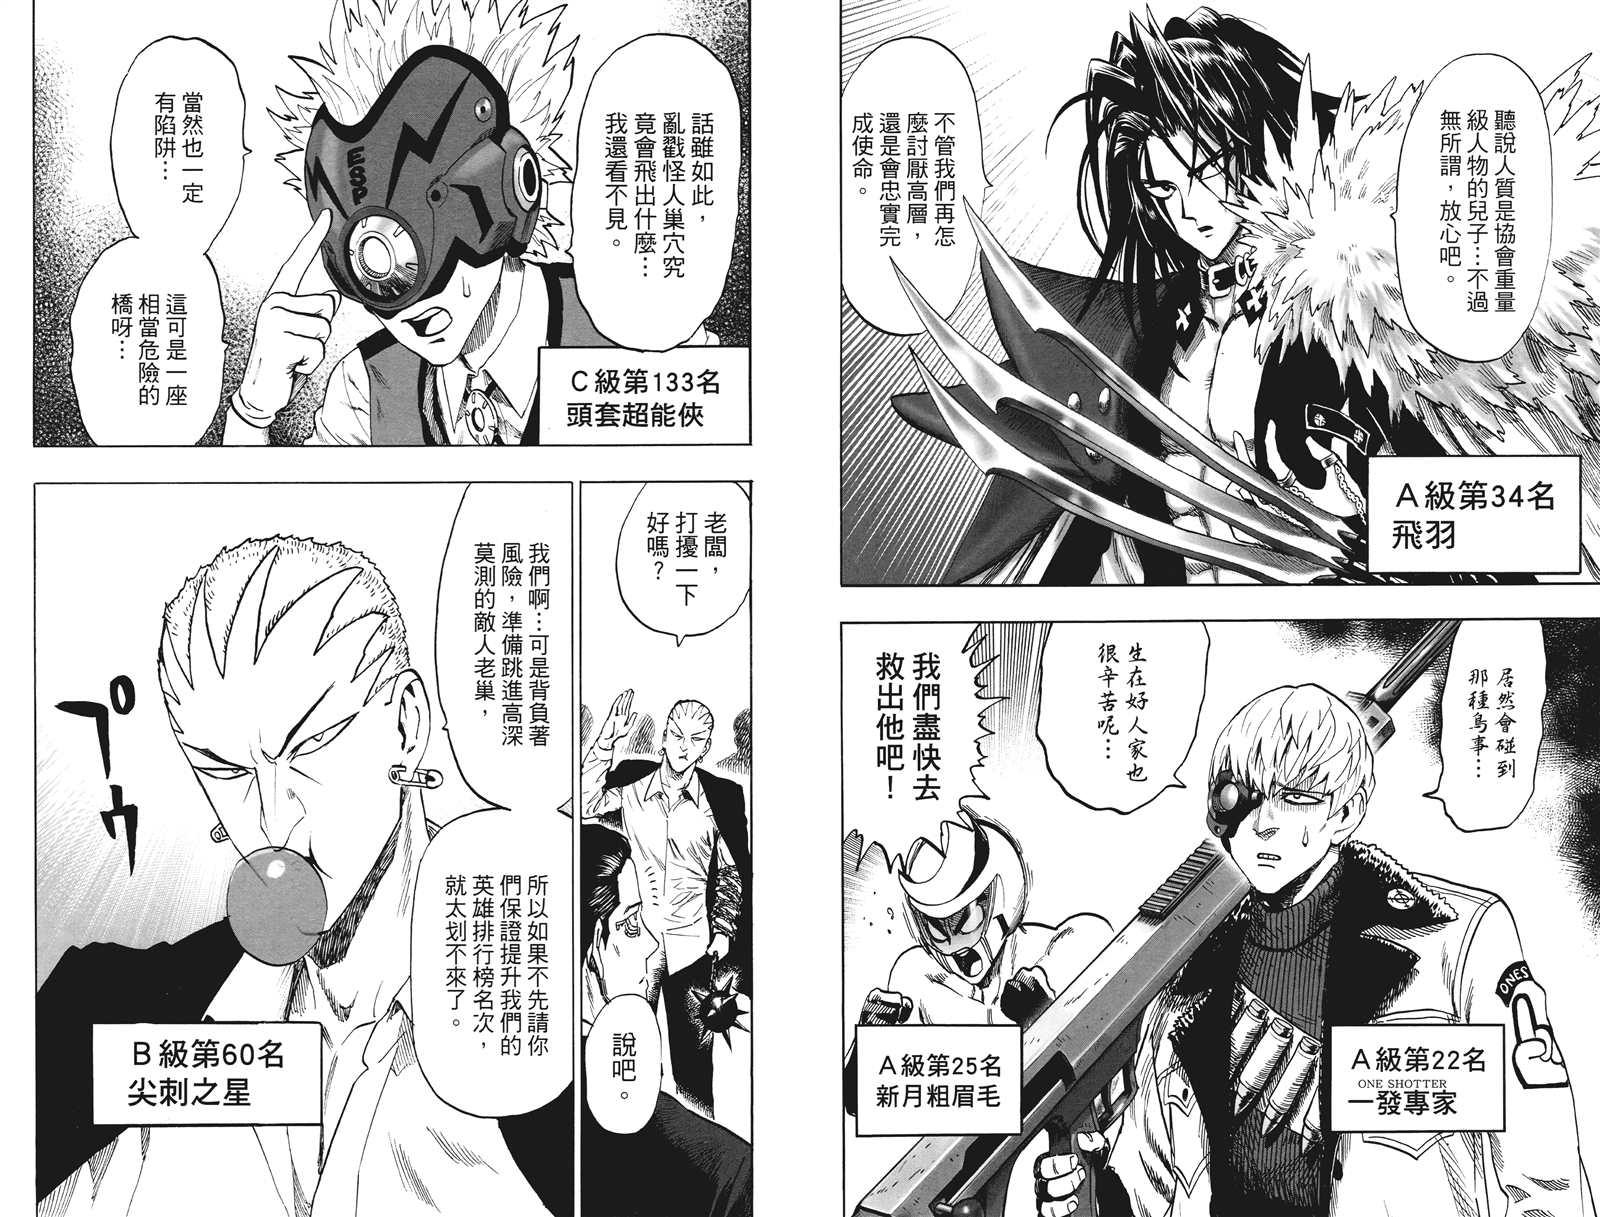 聽說人質是協會重量
級人物的兒子…不過
無所謂，放心吧。
不管我們再怎
麼討厭高層，
還是會忠實完
成使命。
A級第34名
飛羽
居然會碰到
那種鳥事…
生在好人家也
很辛苦呢…
我們盡快去
救出他吧！
ONES
A級第22名
ONE SHOTTER
一發專家
A級第25名
新月粗眉毛
話雖如此，
亂戳怪人巢穴究
竟會飛出什麼…
我還看不見。
ESP
當然也一定
有陷阱…
這可是一座
相當危險的
橋呀…
C級第133名
頭套超能俠
老闆，
打擾一下
好嗎？
說吧。
我們啊…可是背負著
風險，準備跳進高深
莫測的敵人老巢，
所以如果不先請你
們保證提升我們的
英雄排行榜名次，
就太划不來了。
プゥ
B級第60名
尖刺之星